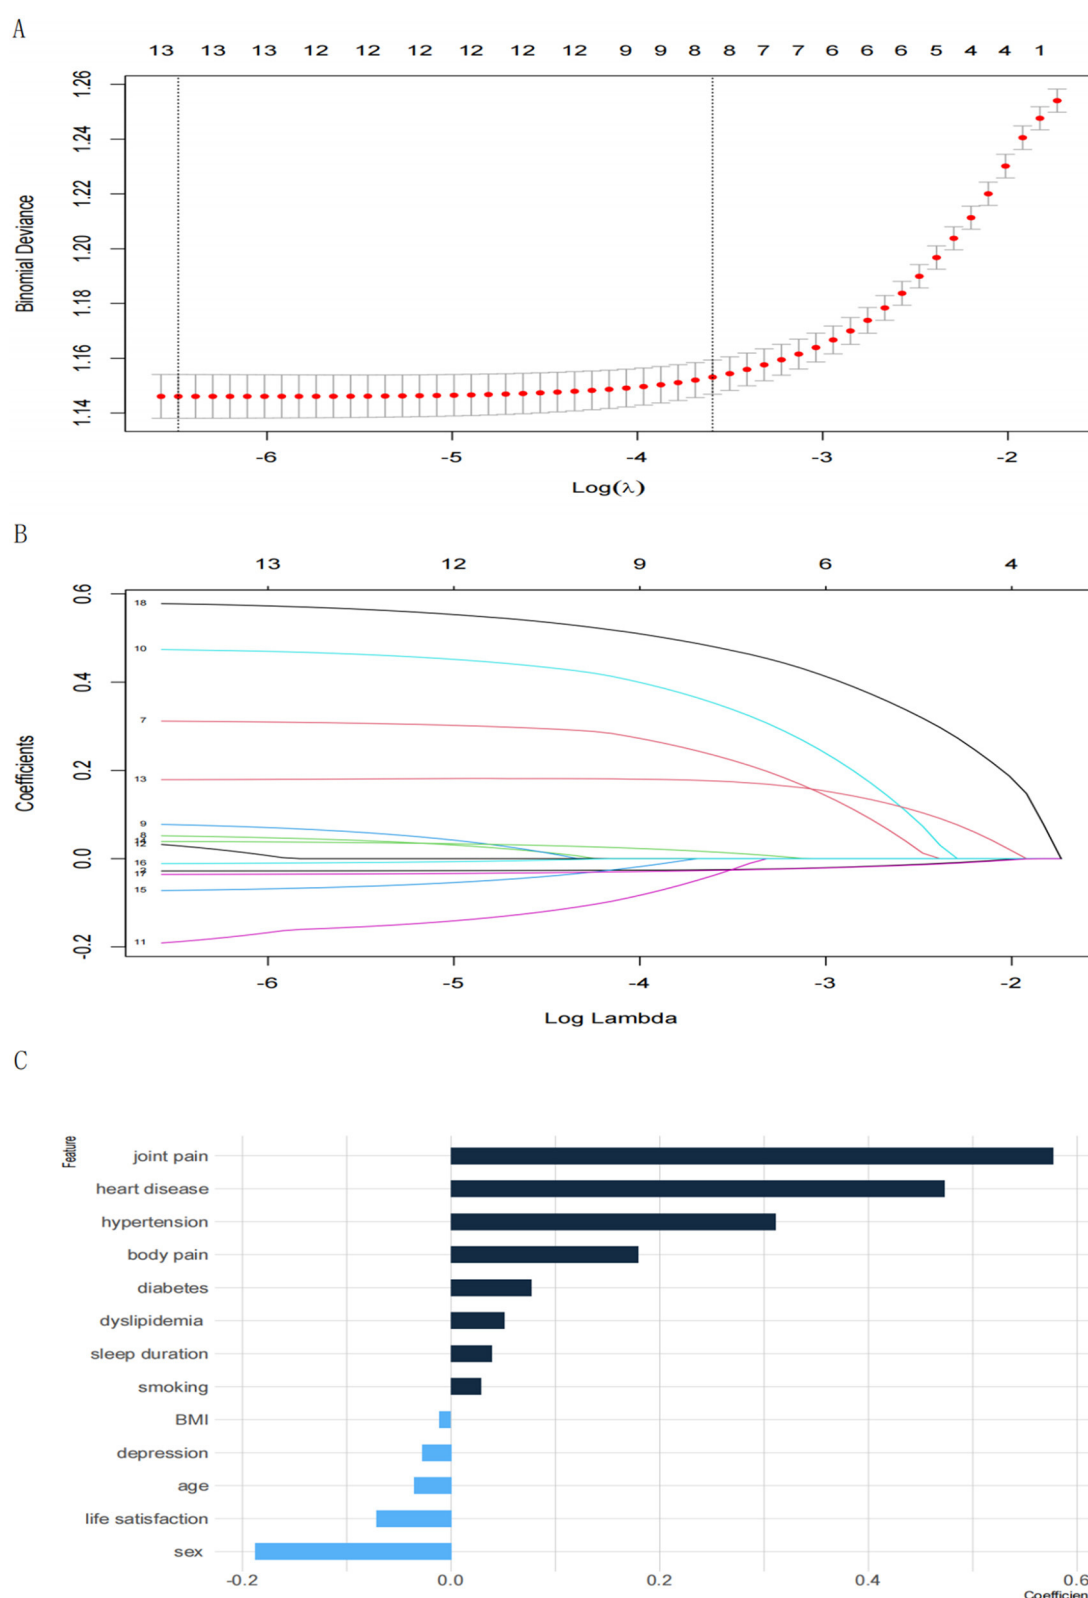 A
13 13 13 12 12 12 12 12 12 9 9 8 8 7 7 6 6 6 5 4 4 1
1.26
1.24
1.22
1.20
1.18
1.16
1.14
Binomial Deviance
-6 -5 -4 -3 -2
Log(λ)
B
13 12 9 6 4
0.6
0.4
0.2
0.0
-0.2
Coefficients
18
10
7
13
9
8
12
16
17
15
11
-6 -5 -4 -3 -2
Log Lambda
C
Feature
joint pain
heart disease
hypertension
body pain
diabetes
dyslipidemia
sleep duration
smoking
BMI
depression
age
life satisfaction
sex
-0.2 0.0 0.2 0.4 0.6